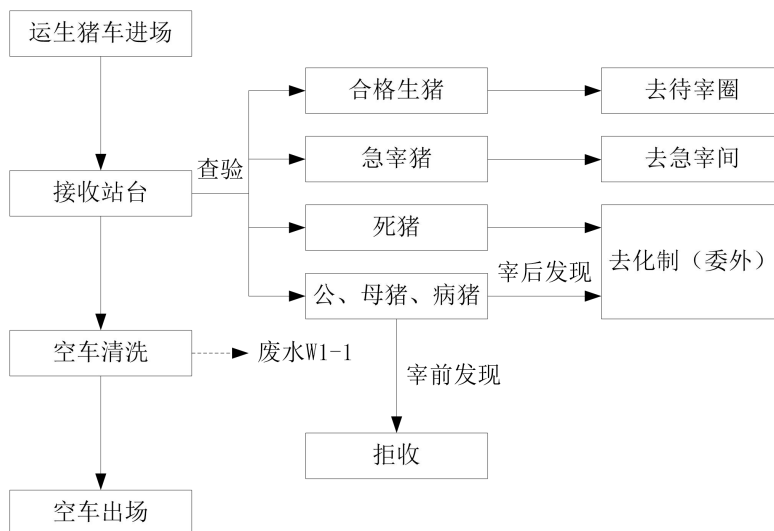 运生猪车进场
合格生猪
去待宰圈
查验
急宰猪
去急宰间
接收站台
死猪
去化制（委外）
公、母猪、病猪
宰后发现
空车清洗
废水W1-1
宰前发现
拒收
空车出场